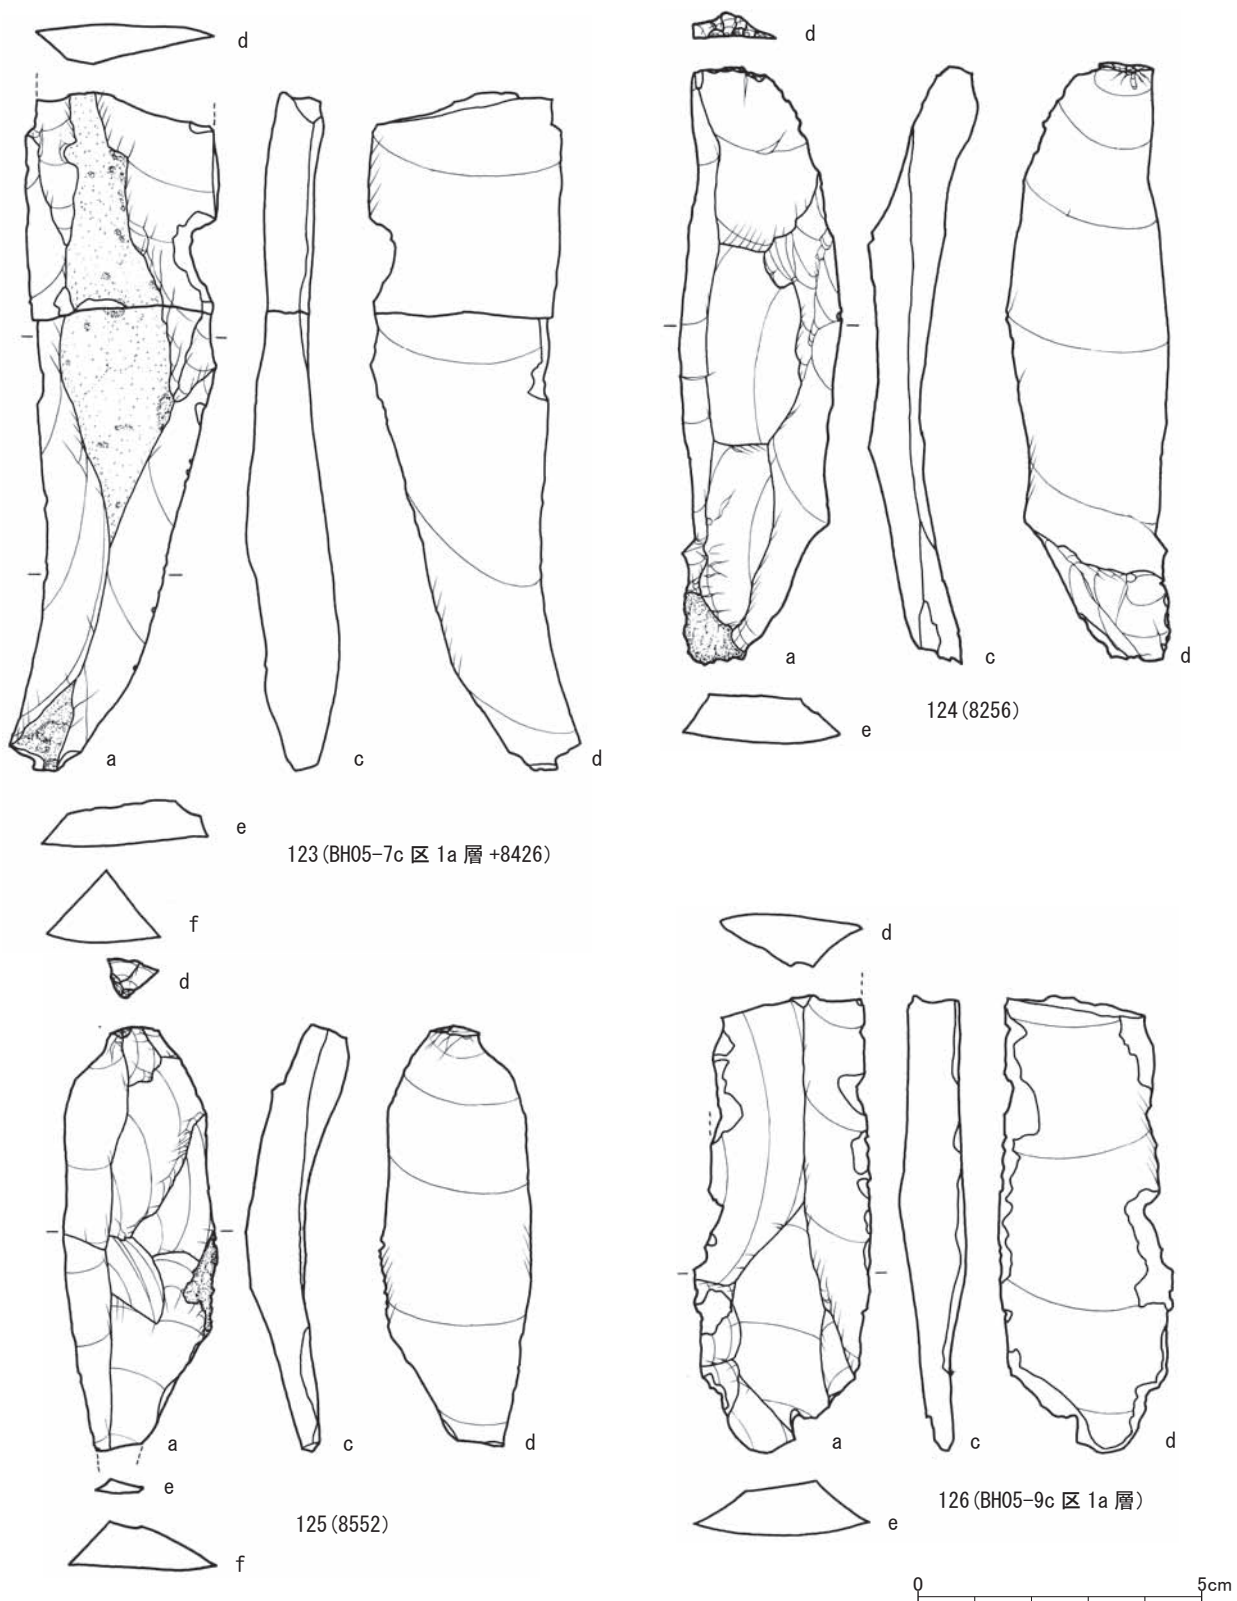 d
d
a
c
d
a
c
d
124(8256)
e
e
123(BH05-7c 区 1a 層 +8426)
f
d
d
a
c
d
a
c
d
e
126(BH05-9c 区 1a 層)
125(8552)
e
f
0 5cm